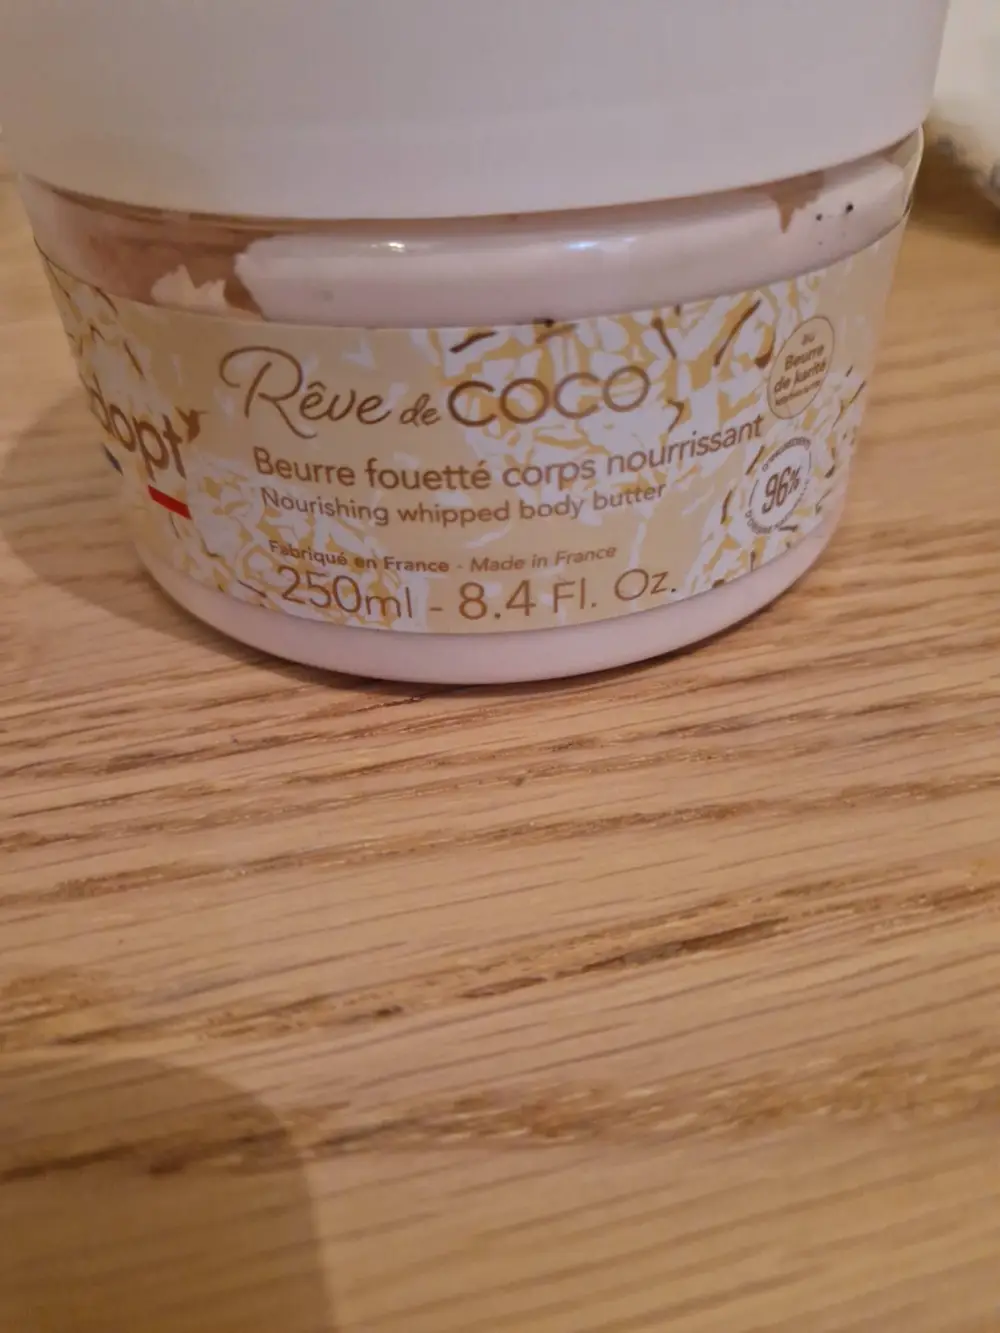 dopt'
Rêve de COCO
Beurre fouetté corps nourrissant
Nourishing whipped body butter
Fabriqué en France - Made in France
250ml - 8.4 Fl. Oz.
au
Beurre
de karité
96%